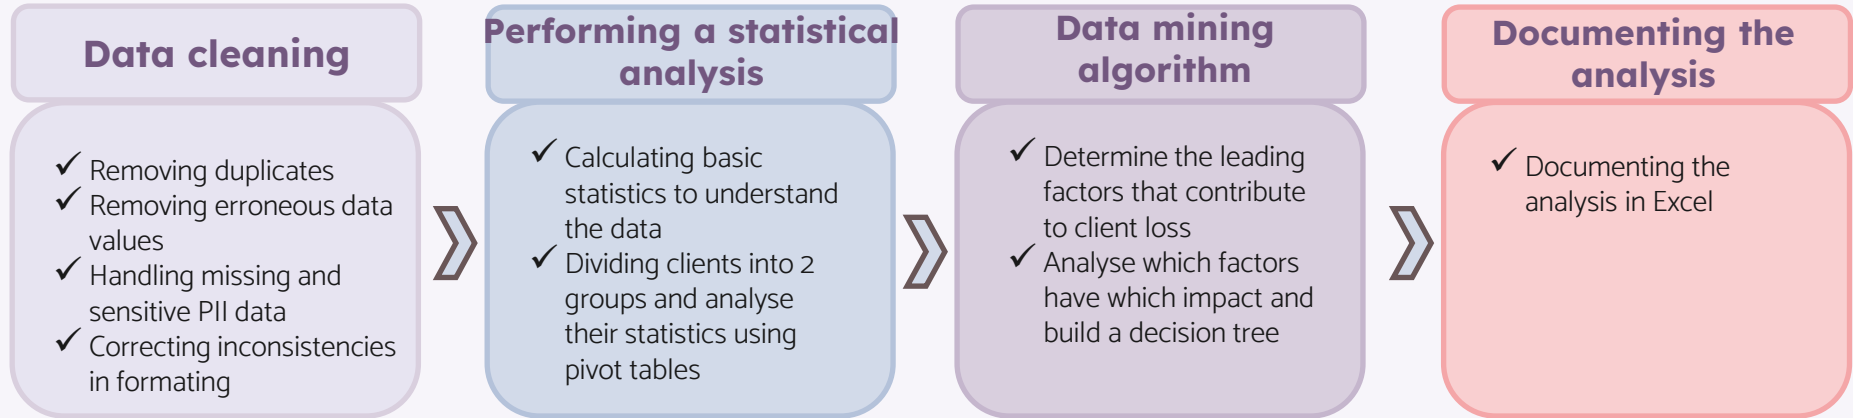 Data cleaning
✓ Removing duplicates
✓ Removing erroneous data
values
✓ Handling missing and
sensitive PII data
✓ Correcting inconsistencies
in formating
Performing a statistical
analysis
✓ Calculating basic
statistics to understand
the data
✓ Dividing clients into 2
groups and analyse
their statistics using
pivot tables
Data mining
algorithm
✓ Determine the leading
factors that contribute
to client loss
✓ Analyse which factors
have which impact and
build a decision tree
Documenting the
analysis
✓ Documenting the
analysis in Excel